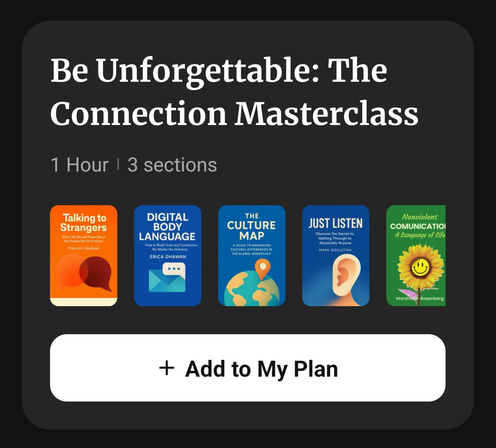 Be Unforgettable: The
Connection Masterclass
1 Hour | 3 sections
Talking to
Strangers
What We Should Know About
the People We Don't Know
Malcolm Gladwell
DIGITAL
BODY
LANGUAGE
How to Build Trust and Connection,
No Matter the Distance
ERICA DHAWAN
THE
CULTURE
MAP
A GUIDE TO NAVIGATING
CULTURAL DIFFERENCES IN
THE GLOBAL WORKPLACE
JUST LISTEN
Discover the Secret to
Getting Through to
Absolutely Anyone
MARK GOULSTON
Nonviolent
COMUNICATION
A Language of Life
Marshall Rosenberg
+ Add to My Plan